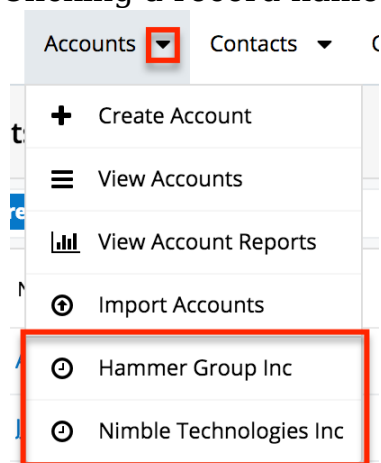 Accounts Contacts
Create Account
View Accounts
View Account Reports
Import Accounts
Hammer Group Inc
Nimble Technologies Inc